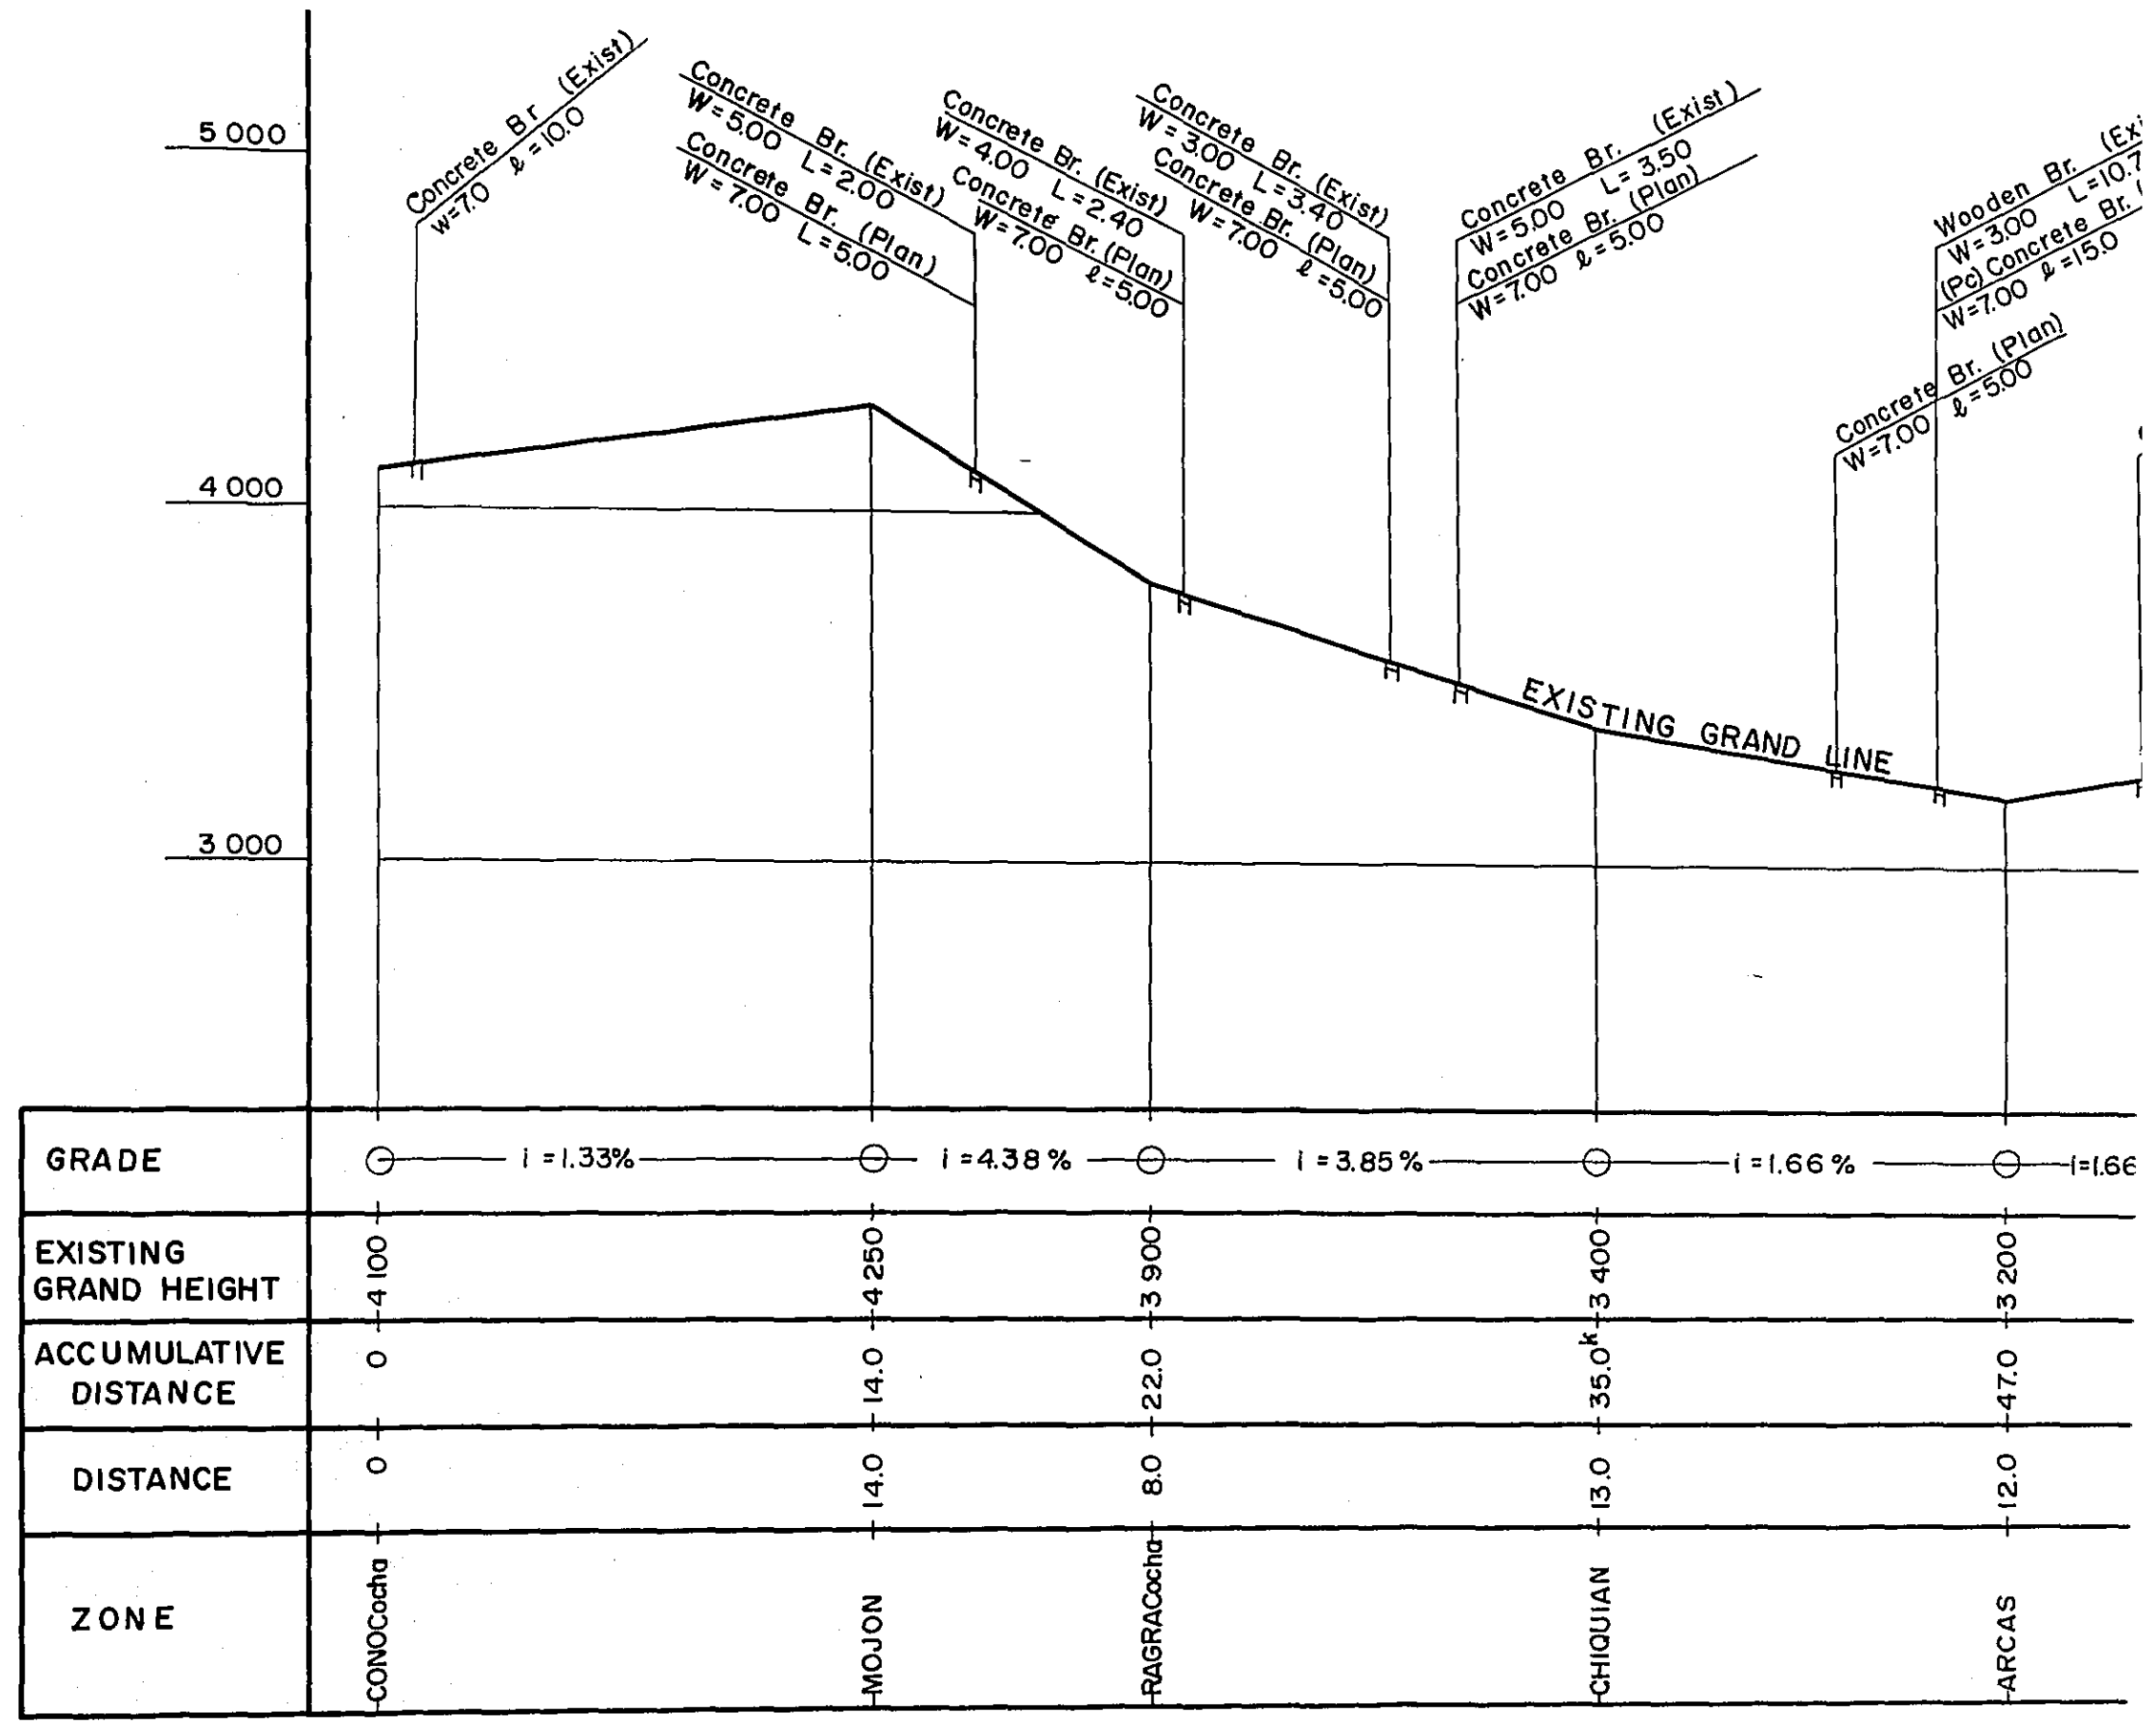 5 000
4 000
3 000
Concrete Br (Exist)
W=7.0 ℓ=10.0
Concrete Br. (Exist)
W=5.00 L=2.00
Concrete Br. (Plan)
W=7.00 L=5.00
Concrete Br. (Exist)
W=4.00 L=2.40
Concrete Br. (Plan)
W=7.00 ℓ=5.00
Concrete Br. (Exist)
W=3.00 L=3.40
Concrete Br. (Plan)
W=7.00 ℓ=5.00
Concrete Br. (Exist)
W=5.00 L=3.50
Concrete Br. (Plan)
W=7.00 ℓ=5.00
Concrete Br. (Plan)
W=7.00 ℓ=5.00
Wooden Br. (Exi
W=3.00 L=10.7
(Pc) Concrete Br. (
W=7.00 ℓ=15.0
EXISTING GRAND LINE
GRADE i=1.33% i=4.38% i=3.85% i=1.66% i=1.66
EXISTING
GRAND HEIGHT 4 100 4 250 3 900 3 400 3 200
ACCUMULATIVE
DISTANCE 0 14.0 22.0 35.0k 47.0
DISTANCE 0 14.0 8.0 13.0 12.0
ZONE CONOCocha MOJON RAGRACocha CHIQUIAN ARCAS